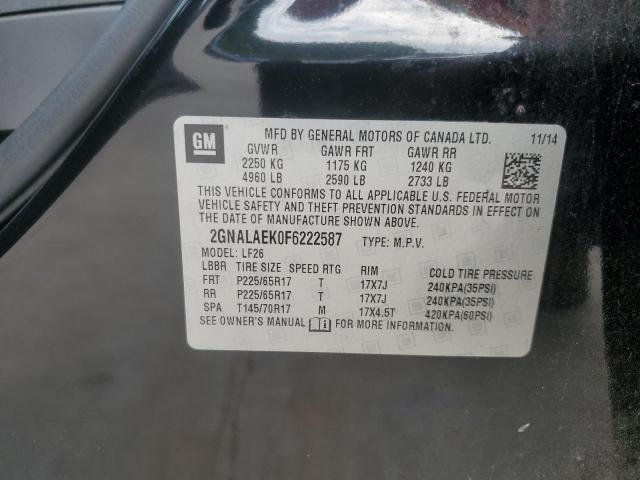 GM
MFD BY GENERAL MOTORS OF CANADA LTD. 11/14
GVWR GAWR FRT GAWR RR
2250 KG 1175 KG 1240 KG
4960 LB 2590 LB 2733 LB
THIS VEHICLE CONFORMS TO ALL APPLICABLE U.S. FEDERAL MOTOR
VEHICLE SAFETY AND THEFT PREVENTION STANDARDS IN EFFECT ON
THE DATE OF MANUFACTURE SHOWN ABOVE.
2GNALAEK0F6222587 TYPE: M.P.V.
MODEL: LF26
LBBR TIRE SIZE SPEED RTG RIM COLD TIRE PRESSURE
FRT P225/65R17 T 17X7J 240KPA(35PSI)
RR P225/65R17 T 17X7J 240KPA(35PSI)
SPA T145/70R17 M 17X4.5T 420KPA(60PSI)
SEE OWNER'S MANUAL FOR MORE INFORMATION.